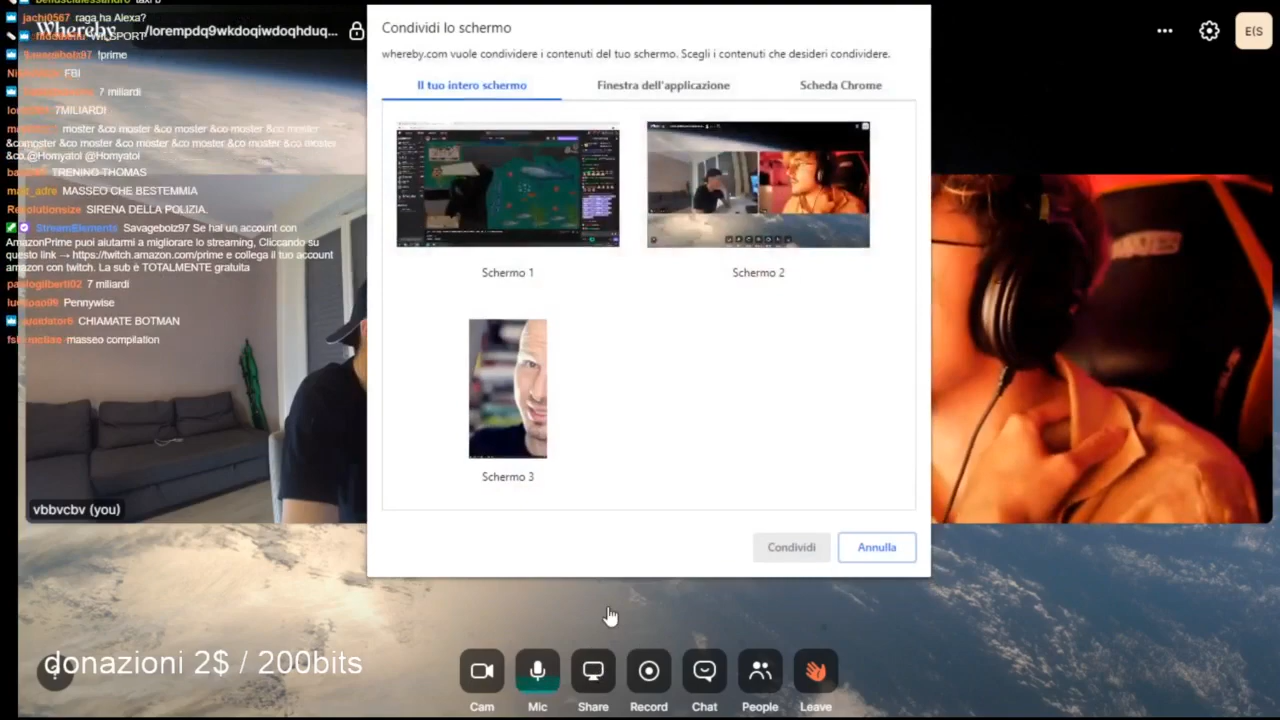 jachi0567 raga ha Alexa?
Whereby /lorempdq9wkdoqiwdoqhduq...
WILSPORT
!prime
FBI
7 miliardi
7MILIARDI
moster &co moster &co moster &co moster &co moster
&comoster &co moster &co moster &co moster &co moster
&co.@Homyatol @Homyatol
TRENINO THOMAS
MASSEO CHE BESTEMMIA
SIRENA DELLA POLIZIA.
StreamElements Savageboiz97 Se hai un account con
AmazonPrime puoi aiutarmi a migliorare lo streaming, Cliccando su
questo link → https://twitch.amazon.com/prime e collega il tuo account
amazon con twitch. La sub è TOTALMENTE gratuita
7 miliardi
Pennywise
CHIAMATE BOTMAN
masseo compilation
vbbvcbv (you)
Condividi lo schermo
whereby.com vuole condividere i contenuti del tuo schermo. Scegli i contenuti che desideri condividere.
Il tuo intero schermo
Finestra dell'applicazione
Scheda Chrome
Schermo 1
Schermo 2
Schermo 3
Condividi
Annulla
E(S
donazioni 2$ / 200bits
Cam
Mic
Share
Record
Chat
People
Leave